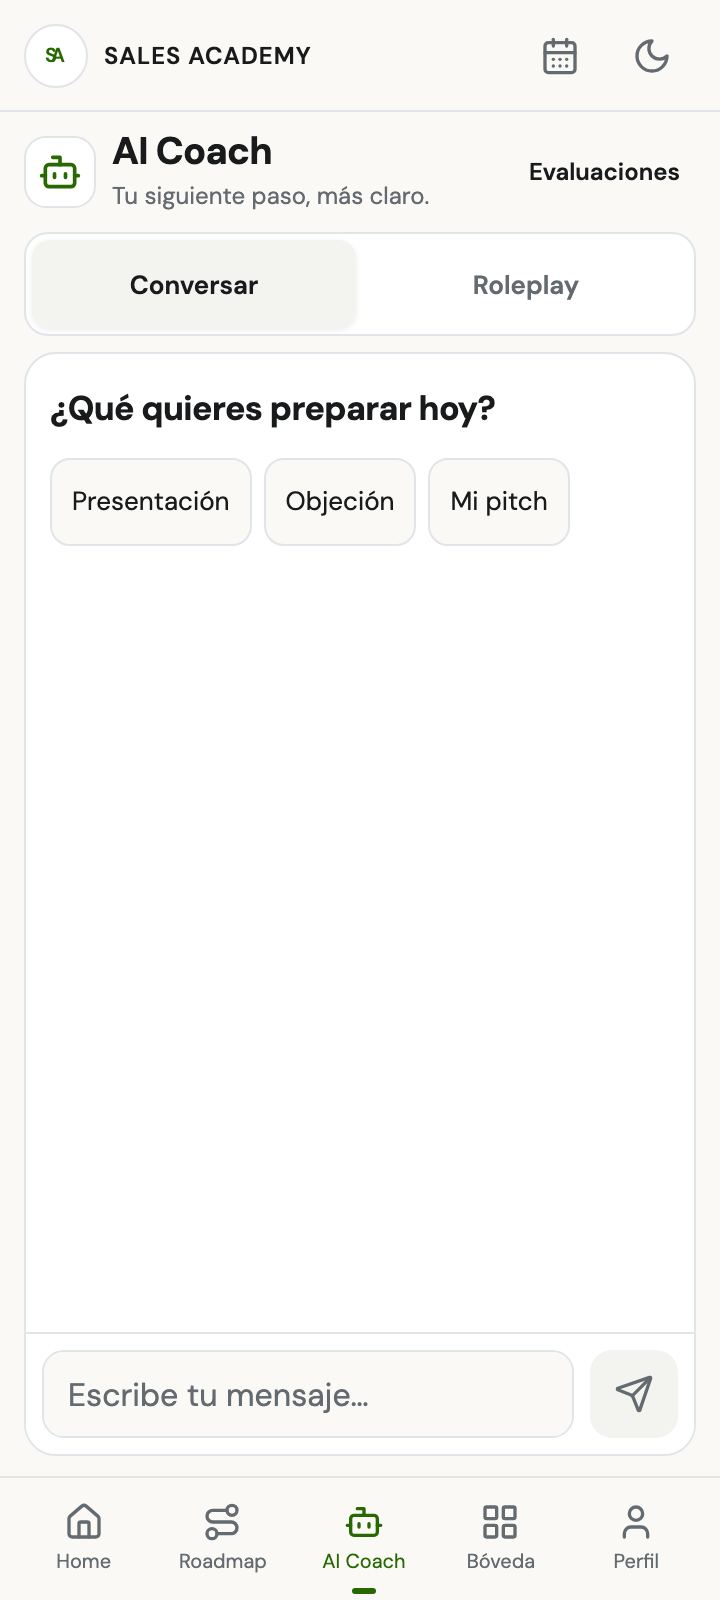 SA
SALES ACADEMY
AI Coach
Tu siguiente paso, más claro.
Evaluaciones
Conversar
Roleplay
¿Qué quieres preparar hoy?
Presentación
Objeción
Mi pitch
Escribe tu mensaje...
Home
Roadmap
AI Coach
Bóveda
Perfil